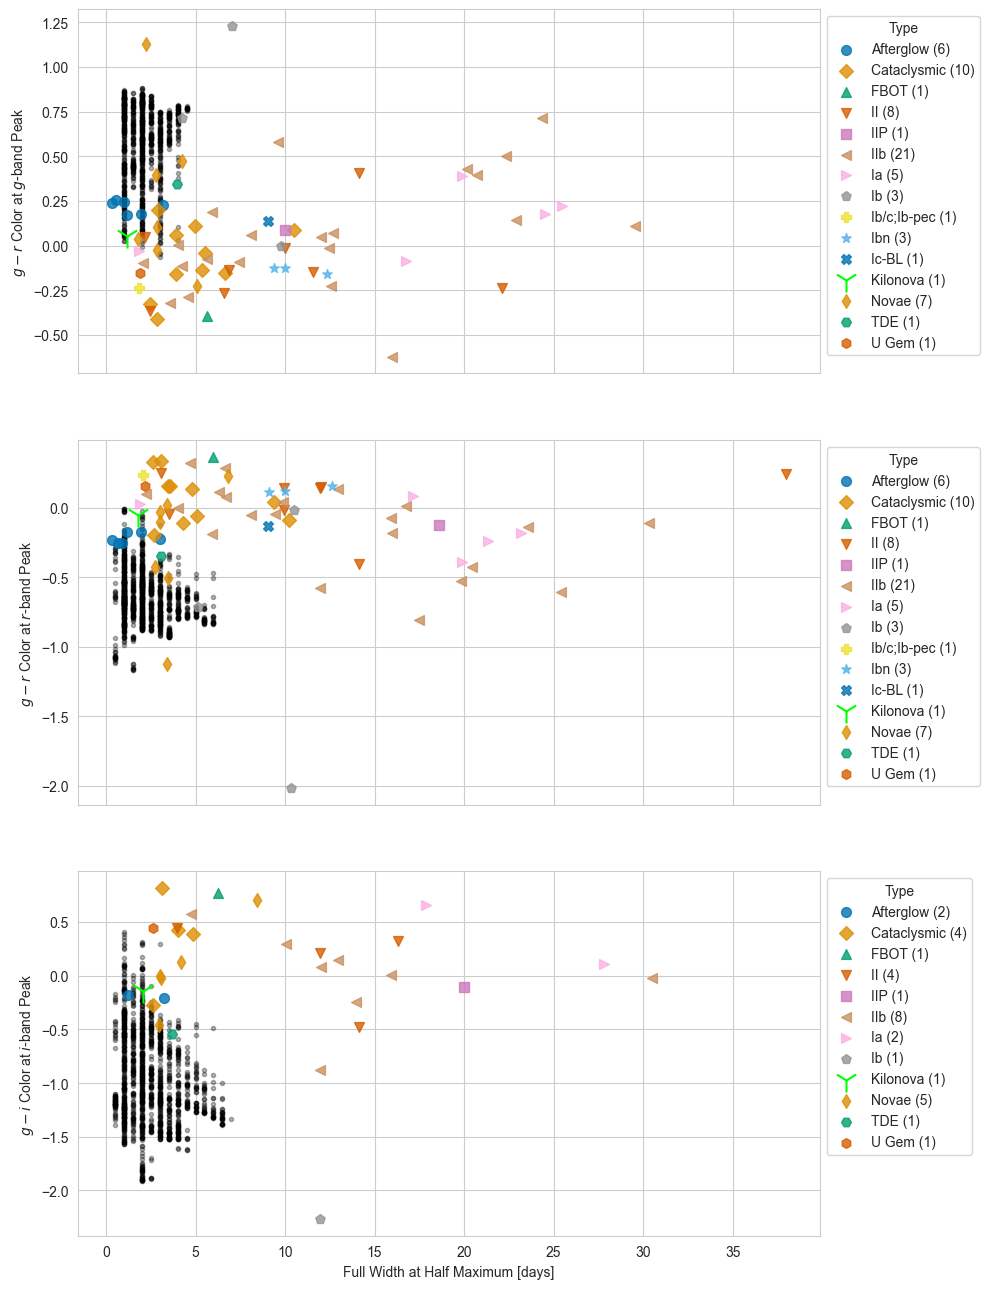 1.25
1.00
0.75
0.50
0.25
0.00
−0.25
−0.50
g − r Color at g-band Peak
Type
Afterglow (6)
Cataclysmic (10)
FBOT (1)
II (8)
IIP (1)
IIb (21)
Ia (5)
Ib (3)
Ib/c;Ib-pec (1)
Ibn (3)
Ic-BL (1)
Kilonova (1)
Novae (7)
TDE (1)
U Gem (1)
0.0
−0.5
−1.0
−1.5
−2.0
g − r Color at r-band Peak
Type
Afterglow (6)
Cataclysmic (10)
FBOT (1)
II (8)
IIP (1)
IIb (21)
Ia (5)
Ib (3)
Ib/c;Ib-pec (1)
Ibn (3)
Ic-BL (1)
Kilonova (1)
Novae (7)
TDE (1)
U Gem (1)
0.5
0.0
−0.5
−1.0
−1.5
−2.0
g − i Color at i-band Peak
Type
Afterglow (2)
Cataclysmic (4)
FBOT (1)
II (4)
IIP (1)
IIb (8)
Ia (2)
Ib (1)
Kilonova (1)
Novae (5)
TDE (1)
U Gem (1)
0 5 10 15 20 25 30 35
Full Width at Half Maximum [days]